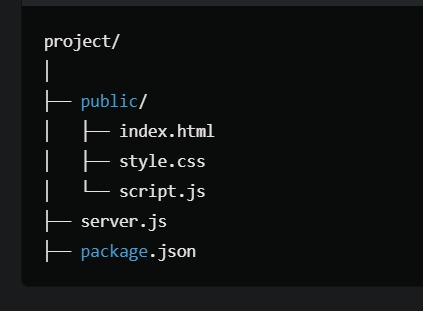 project/
│
├── public/
│   ├── index.html
│   ├── style.css
│   └── script.js
├── server.js
├── package.json